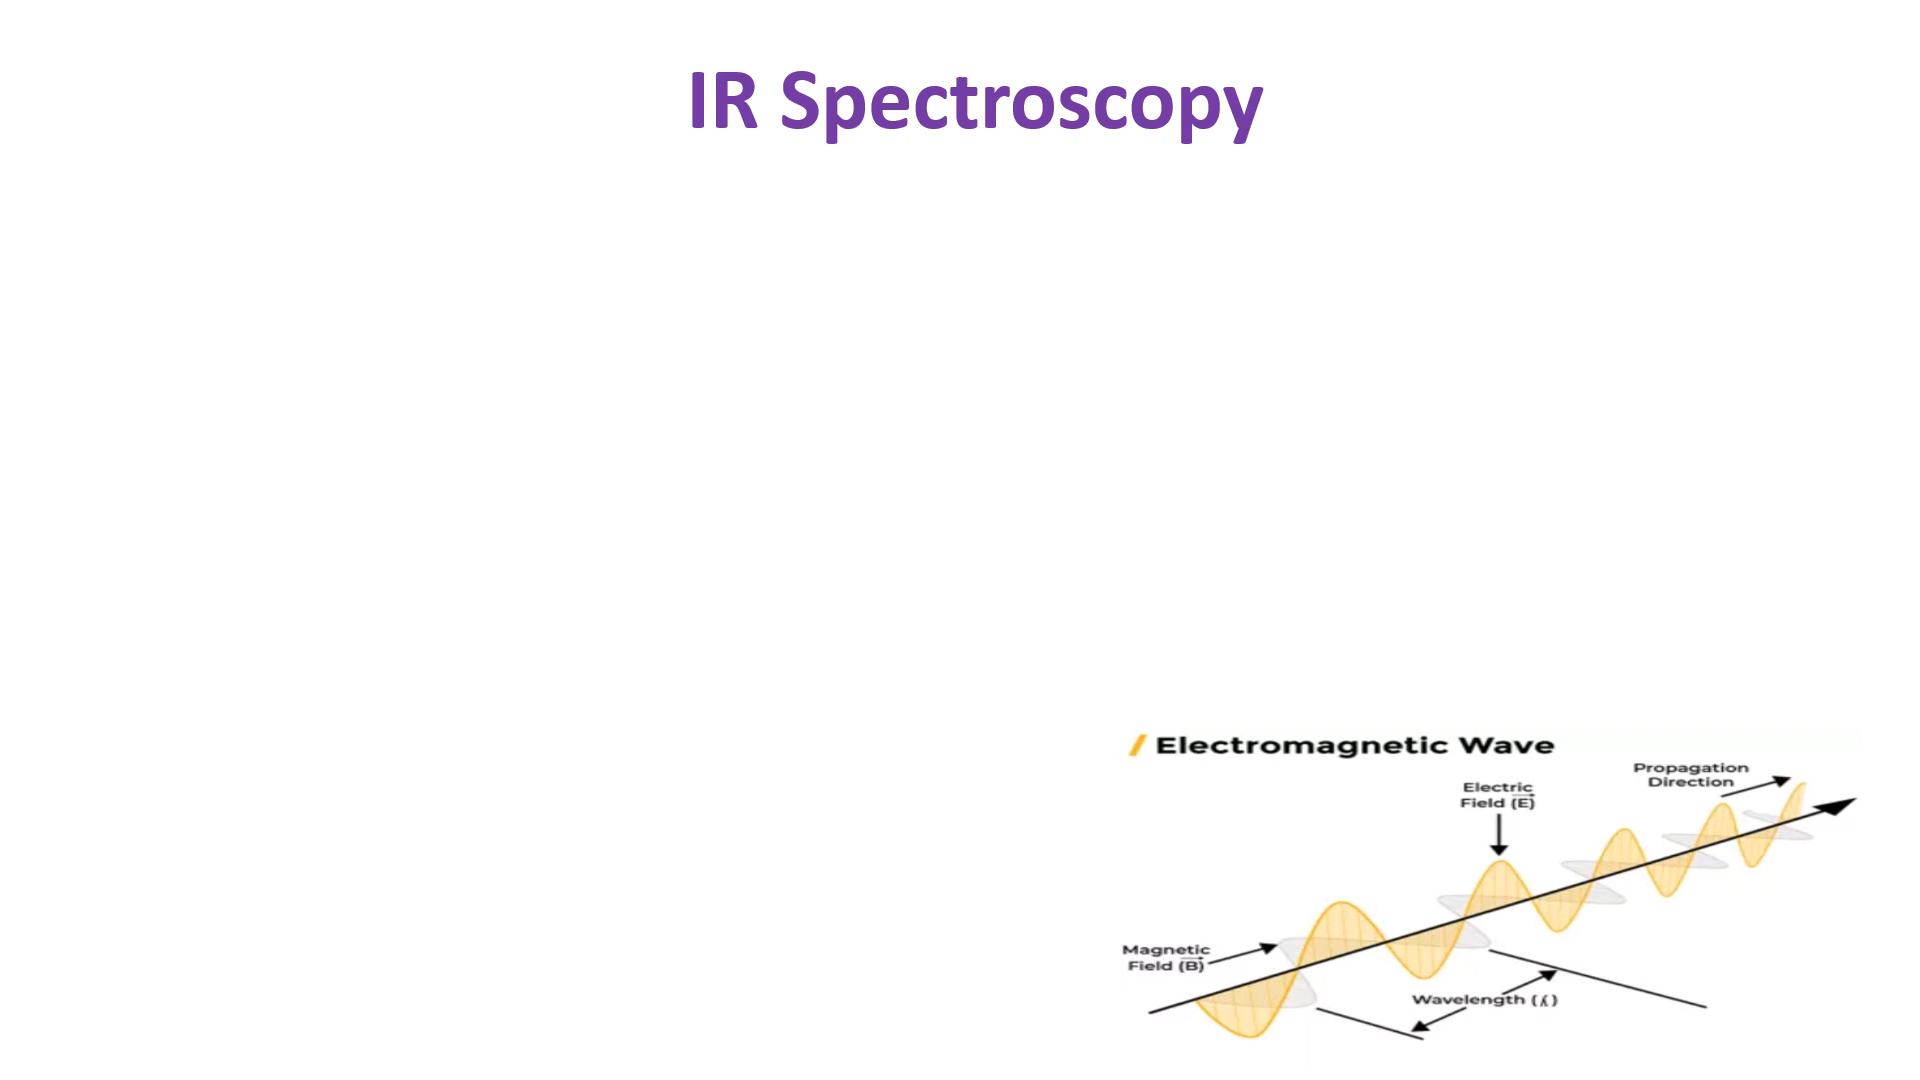 IR Spectroscopy
Electromagnetic Wave
Propagation
Direction
Electric
Field (E)
Magnetic
Field (B)
Wavelength (λ)